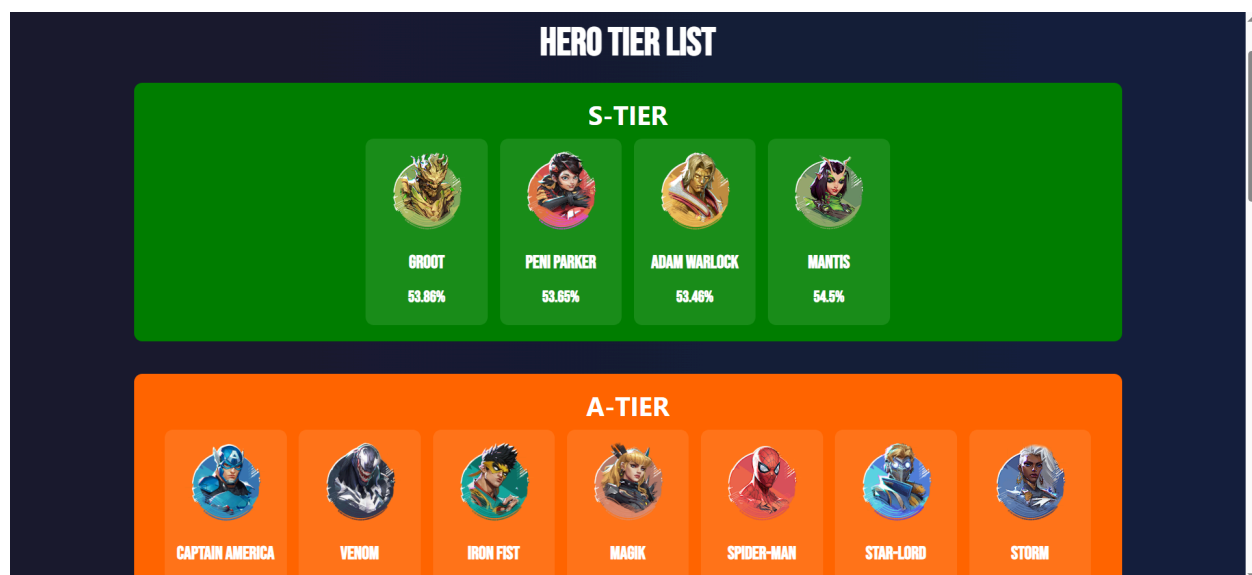 HERO TIER LIST
S-TIER
GROOT PENI PARKER ADAM WARLOCK MANTIS
53.86% 53.65% 53.46% 54.5%
A-TIER
CAPTAIN AMERICA VENOM IRON FIST MAGIK SPIDER-MAN STAR-LORD STORM